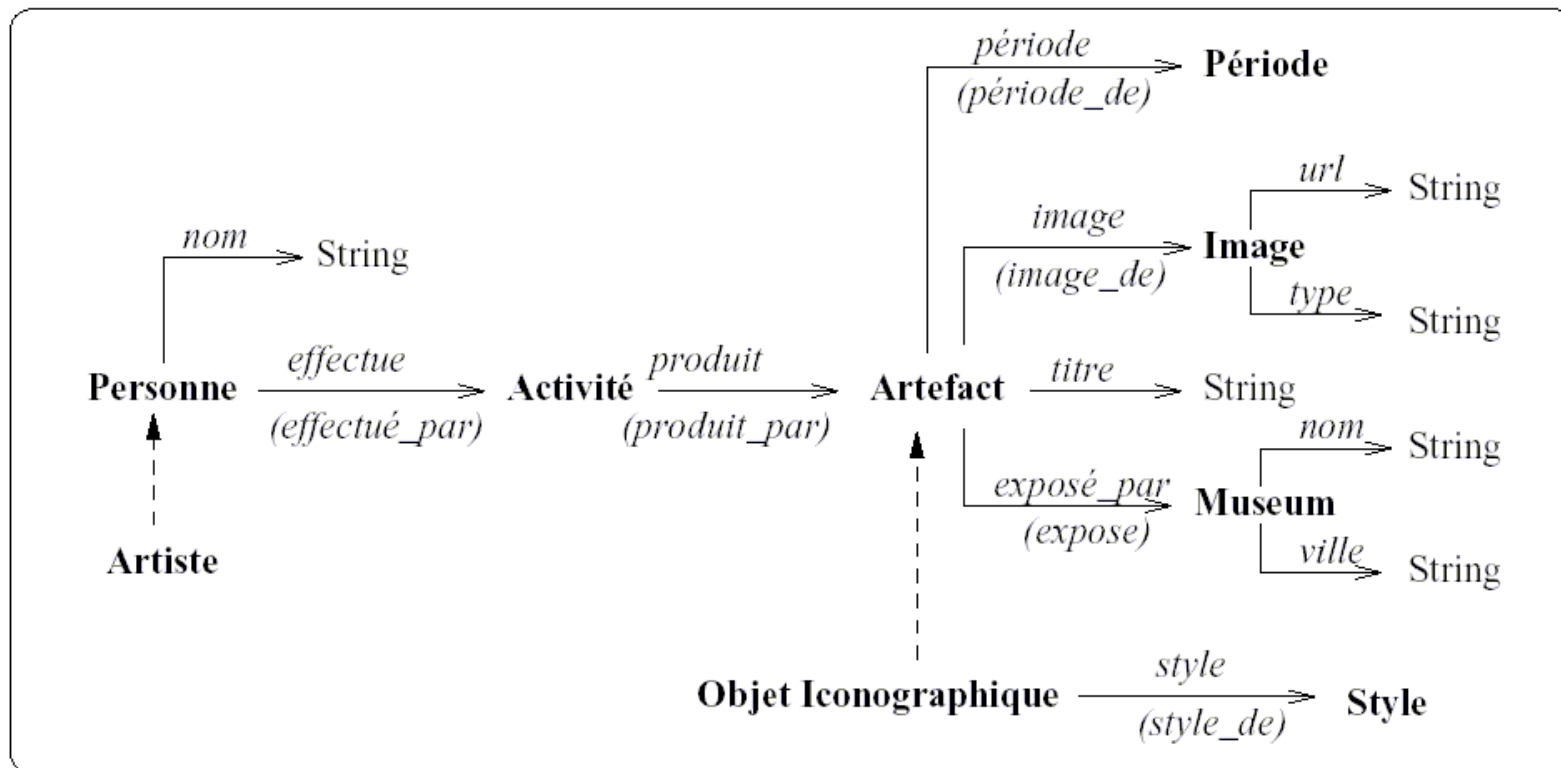 période
(période_de)
Période
url
String
image
(image_de)
Image
type
String
nom
String
Personne
effectue
(effectué_par)
Activité
produit
(produit_par)
Artefact
titre
String
nom
String
exposé_par
(expose)
Museum
ville
String
Artiste
Objet Iconographique
style
(style_de)
Style